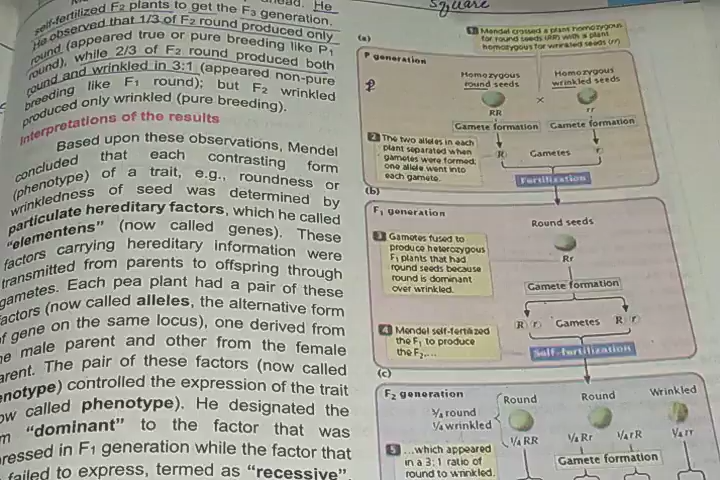 He
self-fertilized F2 plants to get the F3 generation.
He observed that 1/3 of F2 round produced only
round (appeared true or pure breeding like P1
round), while 2/3 of F2 round produced both
round and wrinkled in 3:1 (appeared non-pure
breeding like F1 round); but F2 wrinkled
produced only wrinkled (pure breeding).
Interpretations of the results
Based upon these observations, Mendel
concluded that each contrasting form
(phenotype) of a trait, e.g., roundness or
wrinkledness of seed was determined by
particulate hereditary factors, which he called
"elementens" (now called genes). These
factors carrying hereditary information were
transmitted from parents to offspring through
gametes. Each pea plant had a pair of these
actors (now called alleles, the alternative form
f gene on the same locus), one derived from
e male parent and other from the female
arent. The pair of these factors (now called
notype) controlled the expression of the trait
ow called phenotype). He designated the
m "dominant" to the factor that was
ressed in F1 generation while the factor that
failed to express, termed as "recessive".
Square
(a)
1 Mendel crossed a plant homozygous
for round seeds (RR) with a plant
homozygous for wrinkled seeds (rr)
P generation
Homozygous
round seeds
Homozygous
wrinkled seeds
×
RR
rr
Gamete formation
Gamete formation
2 The two alleles in each
plant separated when
gametes were formed;
one allele went into
each gamete.
R
Gametes
r
Fertilization
(b)
F1 generation
Round seeds
3 Gametes fused to
produce heterozygous
F1 plants that had
round seeds because
round is dominant
over wrinkled.
Rr
Gamete formation
4 Mendel self-fertilized
the F1 to produce
the F2,...
R r
Gametes
R r
Self-fertilization
(c)
F2 generation
Round
Round
Wrinkled
3/4 round
1/4 wrinkled
1/4 RR
1/4 Rr
1/4 rR
1/4 rr
5 ...which appeared
in a 3:1 ratio of
round to wrinkled.
Gamete formation